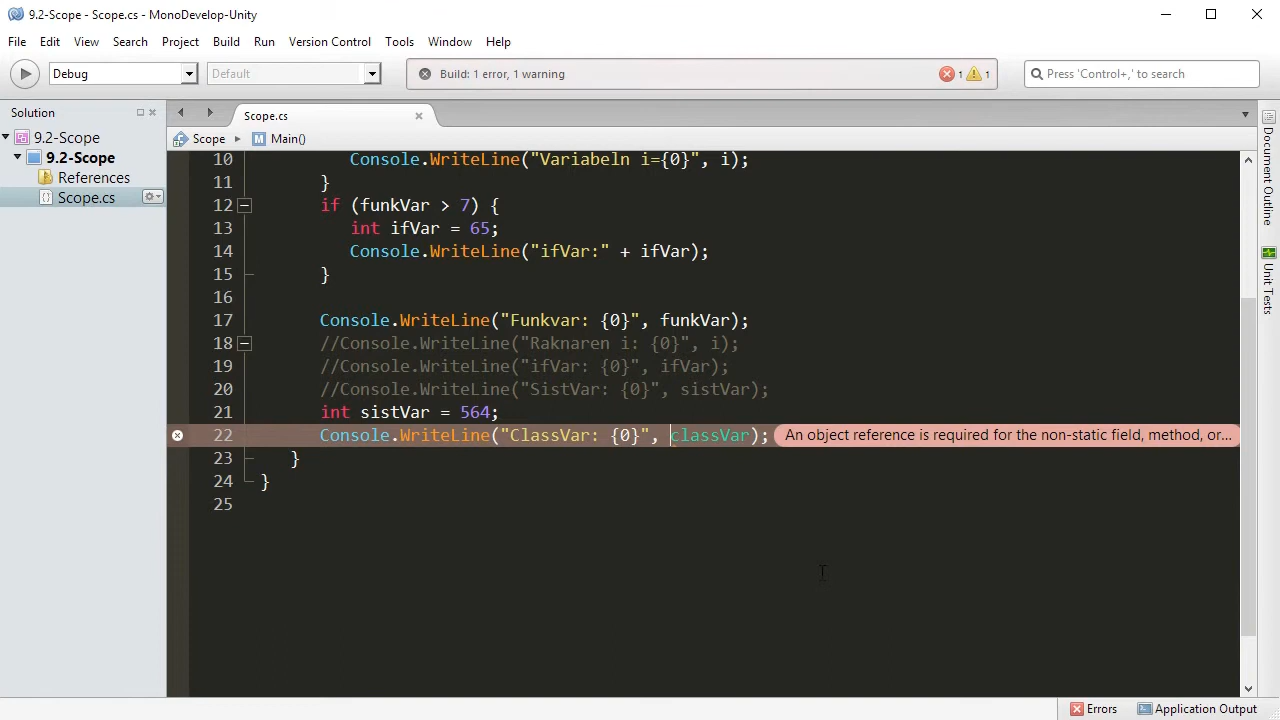 9.2-Scope - Scope.cs - MonoDevelop-Unity
File Edit View Search Project Build Run Version Control Tools Window Help
Debug Default Build: 1 error, 1 warning 1 1 Press 'Control+,' to search
Solution
Scope.cs
9.2-Scope
9.2-Scope
References
Scope.cs
Scope Main()
10 Console.WriteLine("Variabeln i={0}", i);
11 }
12 if (funkVar > 7) {
13 int ifVar = 65;
14 Console.WriteLine("ifVar:" + ifVar);
15 }
16
17 Console.WriteLine("Funkvar: {0}", funkVar);
18 //Console.WriteLine("Raknaren i: {0}", i);
19 //Console.WriteLine("ifVar: {0}", ifVar);
20 //Console.WriteLine("SistVar: {0}", sistVar);
21 int sistVar = 564;
22 Console.WriteLine("ClassVar: {0}", classVar); An object reference is required for the non-static field, method, or...
23 }
24 }
25
Document Outline
Unit Tests
Errors Application Output